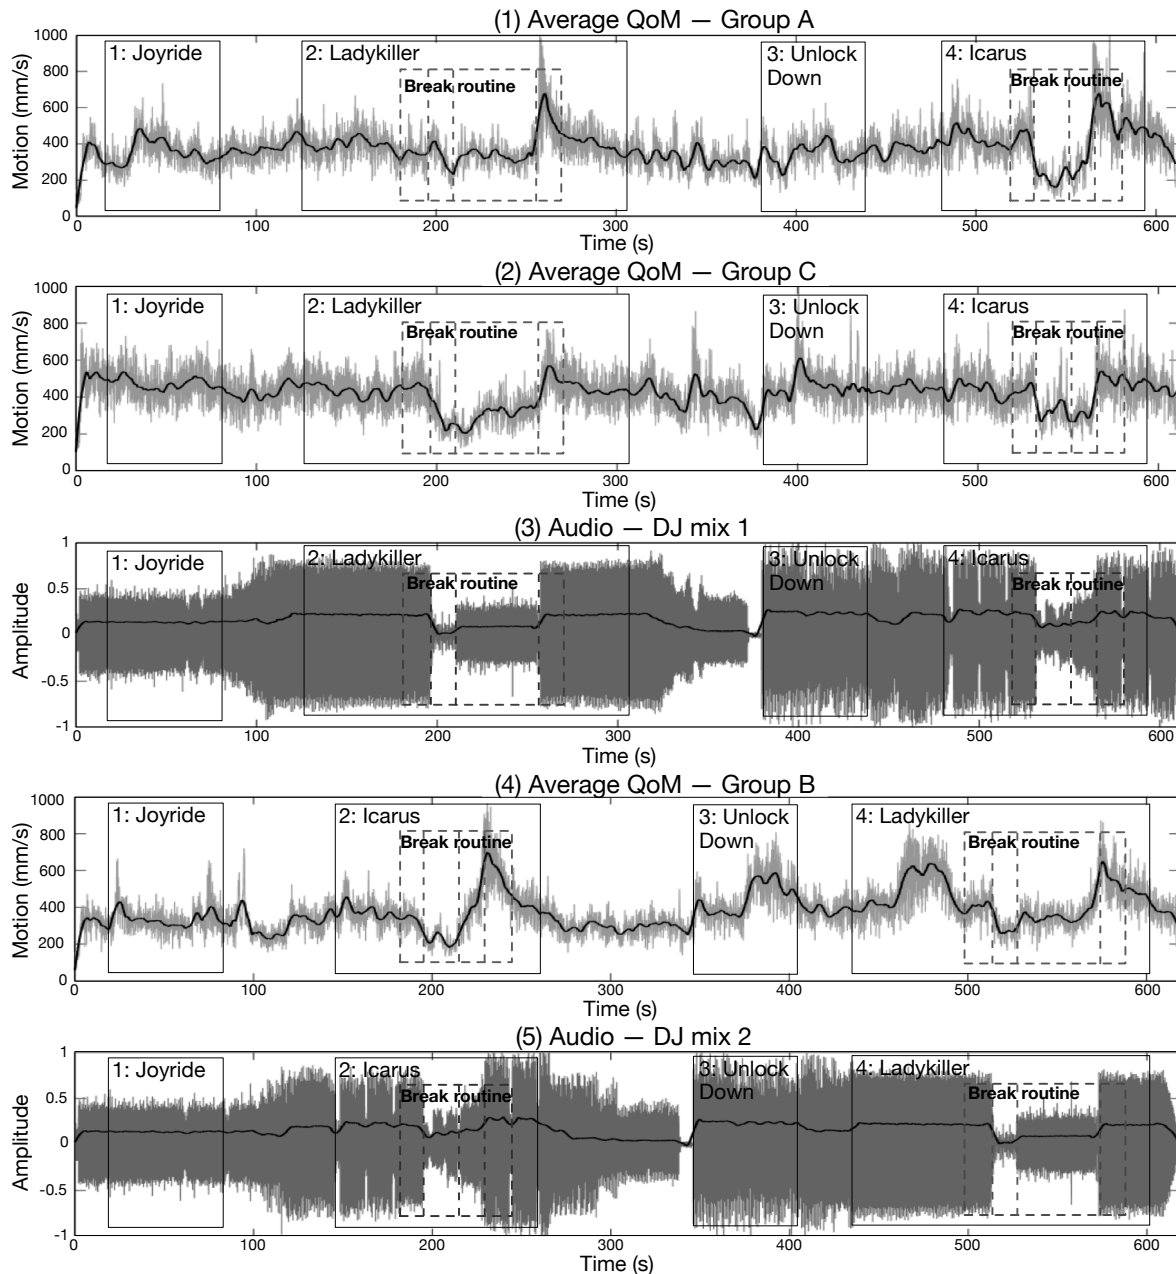 (1) Average QoM — Group A
1000
800
600
400
200
0
Motion (mm/s)
1: Joyride
2: Ladykiller
Break routine
3: Unlock
Down
4: Icarus
Break routine
0
100
200
300
400
500
600
Time (s)
(2) Average QoM — Group C
1000
800
600
400
200
0
Motion (mm/s)
1: Joyride
2: Ladykiller
Break routine
3: Unlock
Down
4: Icarus
Break routine
0
100
200
300
400
500
600
Time (s)
(3) Audio — DJ mix 1
1
0.5
0
-0.5
-1
Amplitude
1: Joyride
2: Ladykiller
Break routine
3: Unlock
Down
4: Icarus
Break routine
0
100
200
300
400
500
600
Time (s)
(4) Average QoM — Group B
1000
800
600
400
200
0
Motion (mm/s)
1: Joyride
2: Icarus
Break routine
3: Unlock
Down
4: Ladykiller
Break routine
0
100
200
300
400
500
600
Time (s)
(5) Audio — DJ mix 2
1
0.5
0
-0.5
-1
Amplitude
1: Joyride
2: Icarus
Break routine
3: Unlock
Down
4: Ladykiller
Break routine
0
100
200
300
400
500
600
Time (s)